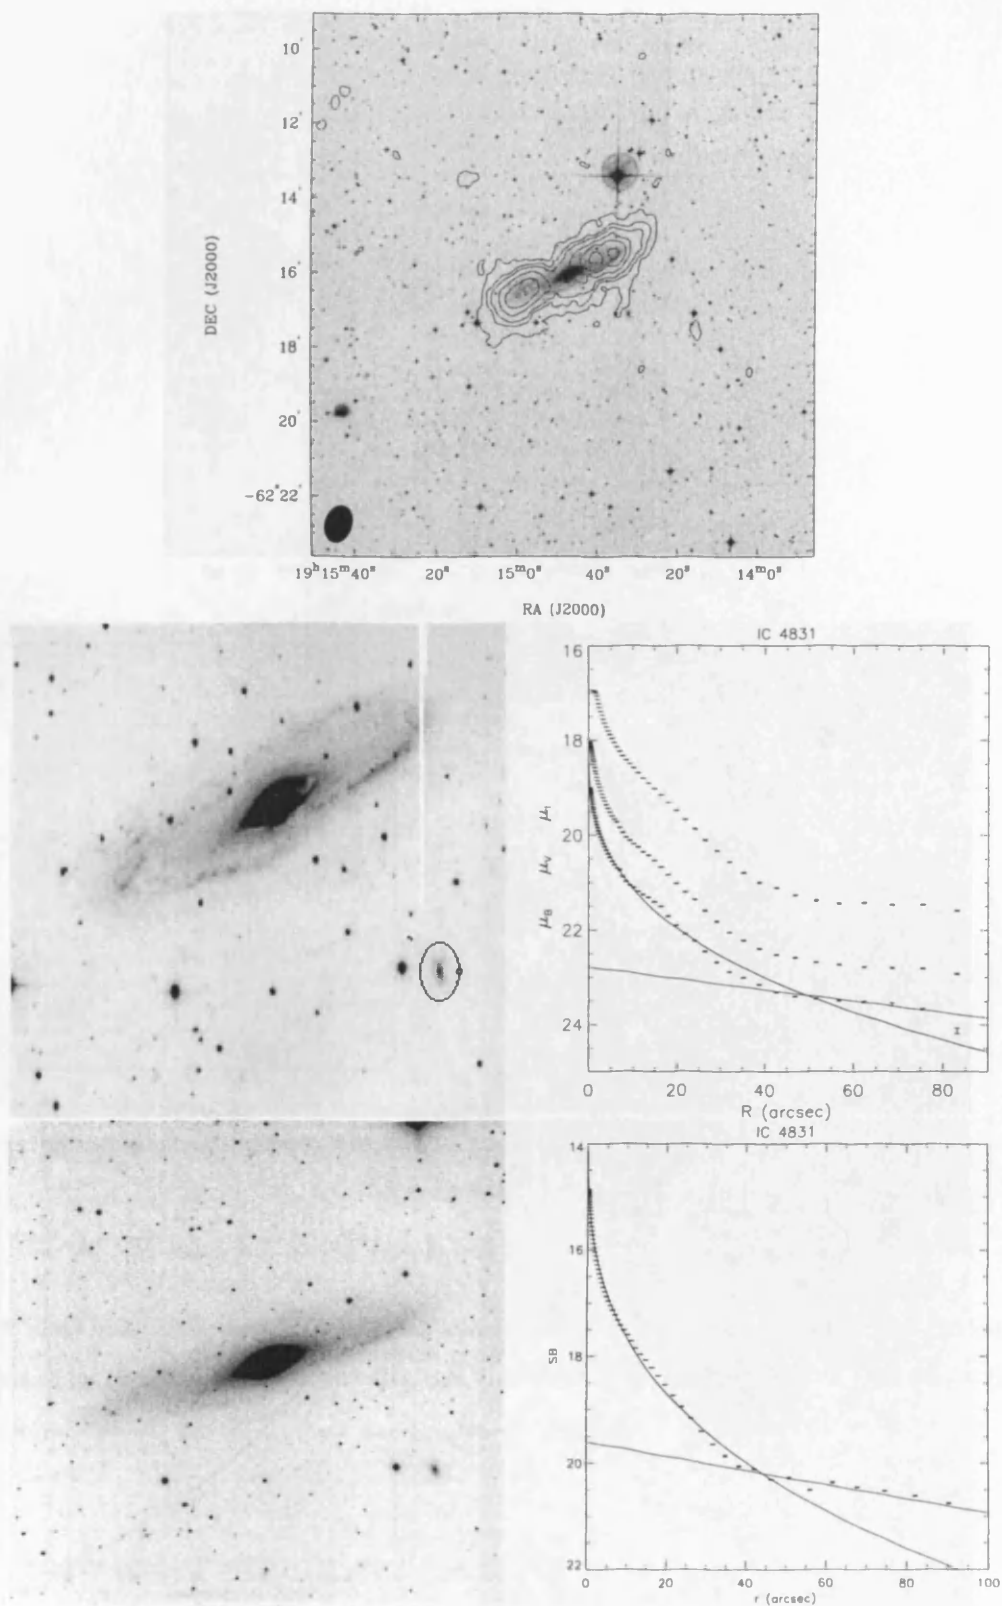 10'
12'
14'
16'
18'
20'
-62°22'
DEC (J2000)
19ʰ15ᵐ40ˢ 20ˢ 15ᵐ0ˢ 40ˢ 20ˢ 14ᵐ0ˢ
RA (J2000)
IC 4831
16
18
20
22
24
μB μV μI
0 20 40 60 80
R (arcsec)
IC 4831
14
16
18
20
22
SB
0 20 40 60 80 100
r (arcsec)